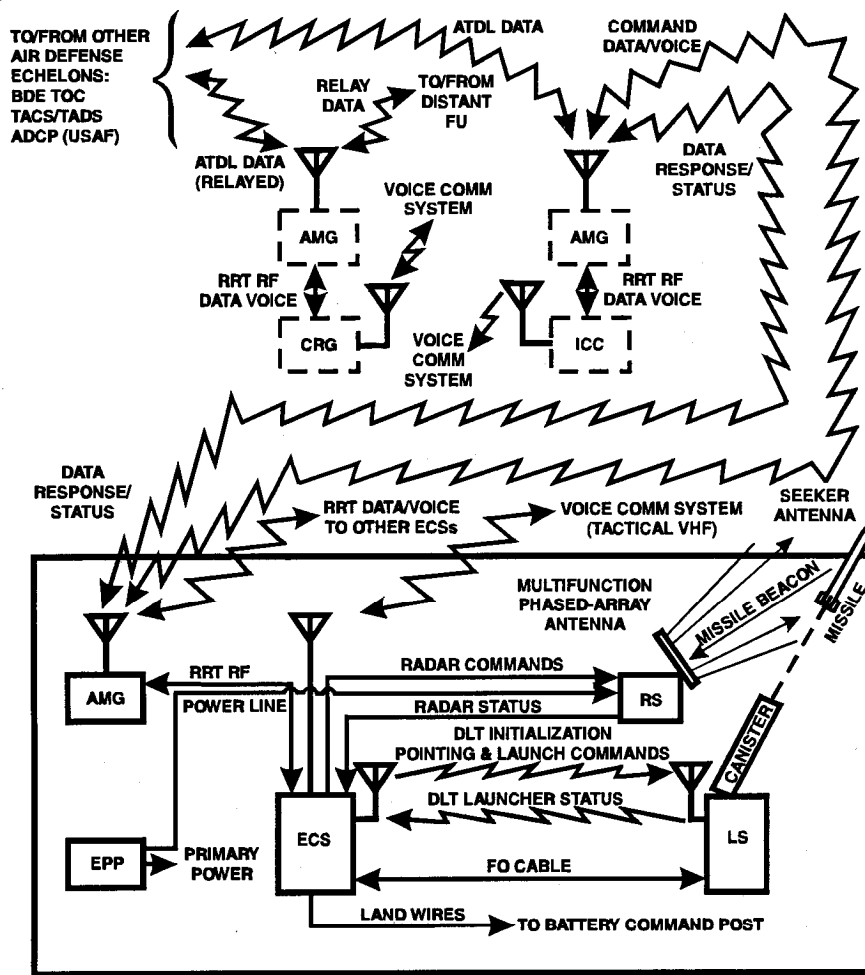 TO/FROM OTHER
AIR DEFENSE
ECHELONS:
BDE TOC
TACS/TADS
ADCP (USAF)
ATDL DATA
COMMAND
DATA/VOICE
RELAY
DATA
TO/FROM
DISTANT
FU
ATDL DATA
(RELAYED)
DATA
RESPONSE/
STATUS
VOICE COMM
SYSTEM
AMG
AMG
RRT RF
DATA VOICE
RRT RF
DATA VOICE
CRG
VOICE
COMM
SYSTEM
ICC
DATA
RESPONSE/
STATUS
RRT DATA/VOICE
TO OTHER ECSs
VOICE COMM SYSTEM
(TACTICAL VHF)
SEEKER
ANTENNA
MULTIFUNCTION
PHASED-ARRAY
ANTENNA
MISSILE BEACON
MISSILE
AMG
RRT RF
POWER LINE
RADAR COMMANDS
RADAR STATUS
RS
DLT INITIALIZATION
POINTING & LAUNCH COMMANDS
CANISTER
DLT LAUNCHER STATUS
ECS
LS
EPP
PRIMARY
POWER
FO CABLE
LAND WIRES
TO BATTERY COMMAND POST